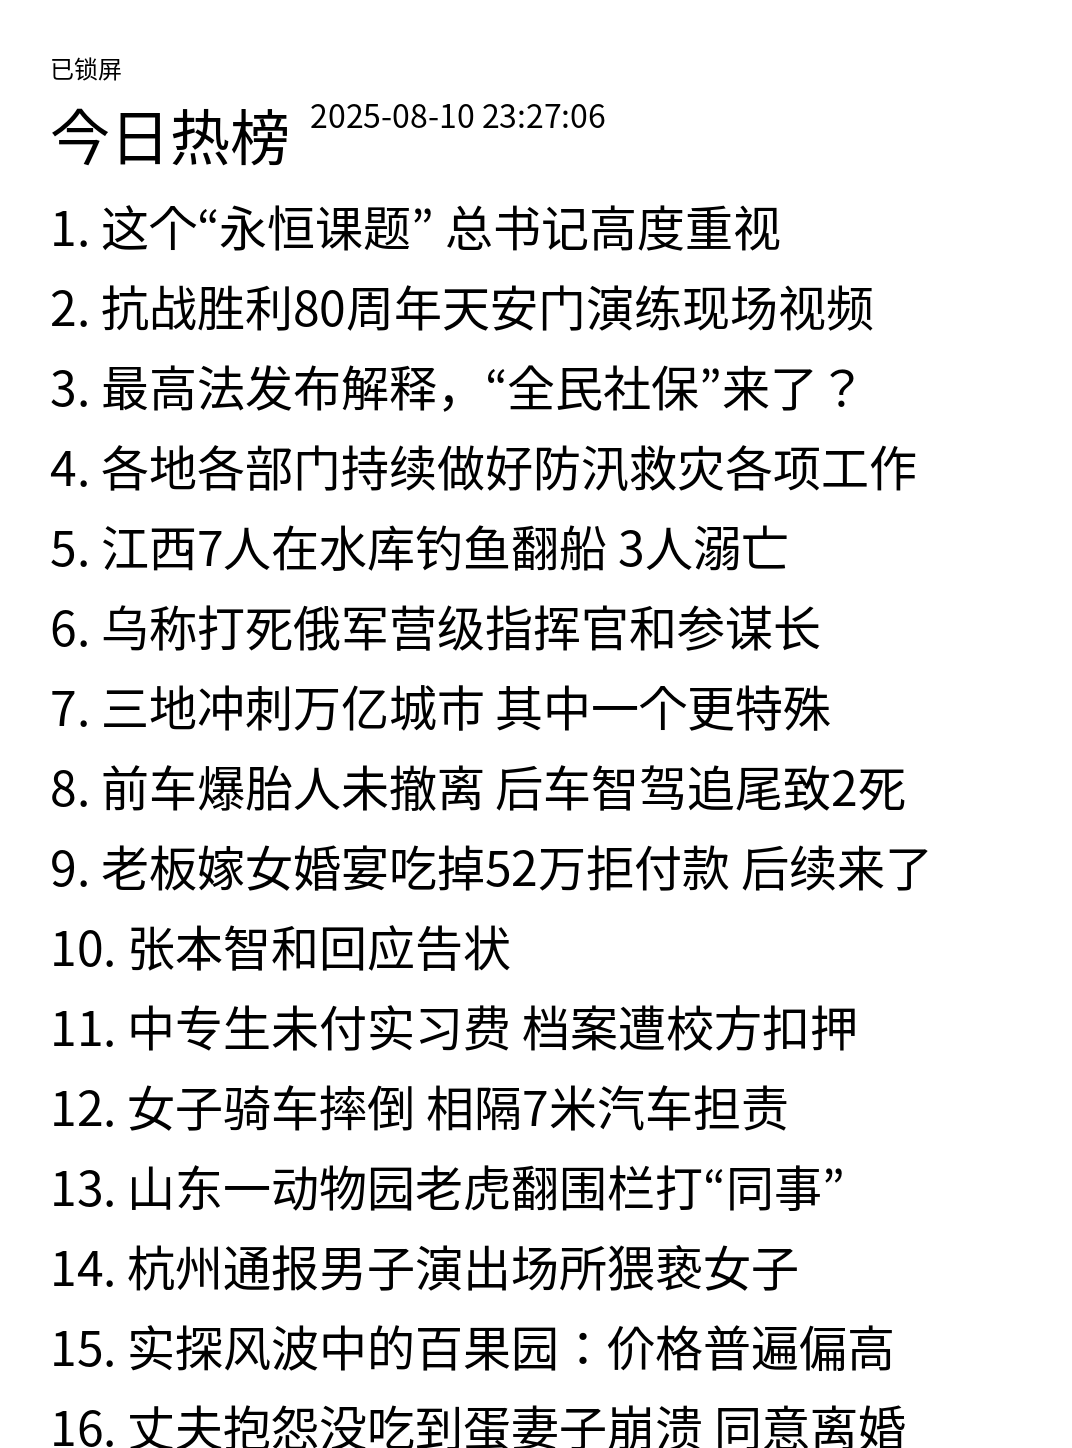 已锁屏
今日热榜 2025-08-10 23:27:06
1. 这个“永恒课题” 总书记高度重视
2. 抗战胜利80周年天安门演练现场视频
3. 最高法发布解释，“全民社保”来了？
4. 各地各部门持续做好防汛救灾各项工作
5. 江西7人在水库钓鱼翻船 3人溺亡
6. 乌称打死俄军营级指挥官和参谋长
7. 三地冲刺万亿城市 其中一个更特殊
8. 前车爆胎人未撤离 后车智驾追尾致2死
9. 老板嫁女婚宴吃掉52万拒付款 后续来了
10. 张本智和回应告状
11. 中专生未付实习费 档案遭校方扣押
12. 女子骑车摔倒 相隔7米汽车担责
13. 山东一动物园老虎翻围栏打“同事”
14. 杭州通报男子演出场所猥亵女子
15. 实探风波中的百果园：价格普遍偏高
16. 丈夫抱怨没吃到蛋妻子崩溃 同意离婚